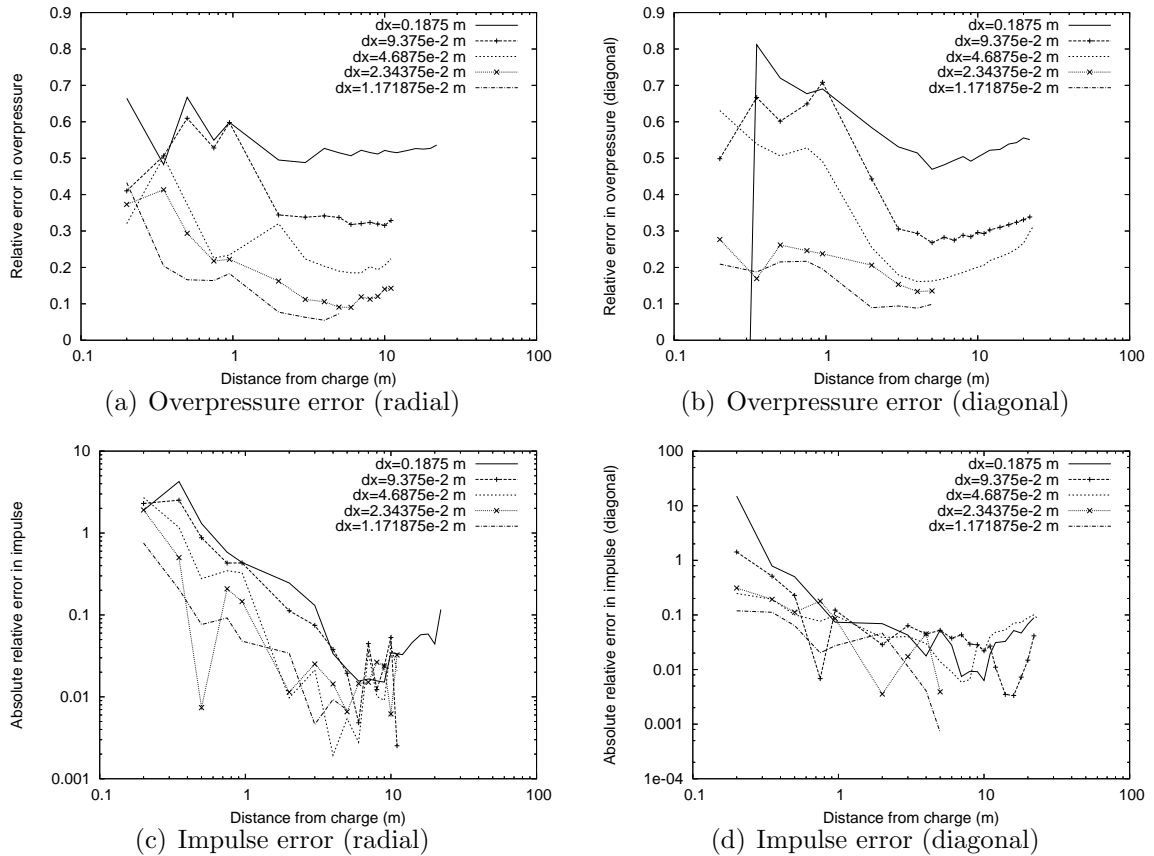 Relative error in overpressure
0.9
0.8
0.7
0.6
0.5
0.4
0.3
0.2
0.1
0
dx=0.1875 m
dx=9.375e-2 m
dx=4.6875e-2 m
dx=2.34375e-2 m
dx=1.171875e-2 m
0.1 1 10 100
Distance from charge (m)
(a) Overpressure error (radial)
Relative error in overpressure (diagonal)
0.9
0.8
0.7
0.6
0.5
0.4
0.3
0.2
0.1
0
dx=0.1875 m
dx=9.375e-2 m
dx=4.6875e-2 m
dx=2.34375e-2 m
dx=1.171875e-2 m
0.1 1 10 100
Distance from charge (m)
(b) Overpressure error (diagonal)
Absolute relative error in impulse
10
1
0.1
0.01
0.001
dx=0.1875 m
dx=9.375e-2 m
dx=4.6875e-2 m
dx=2.34375e-2 m
dx=1.171875e-2 m
0.1 1 10 100
Distance from charge (m)
(c) Impulse error (radial)
Absolute relative error in impulse (diagonal)
100
10
1
0.1
0.01
0.001
1e-04
dx=0.1875 m
dx=9.375e-2 m
dx=4.6875e-2 m
dx=2.34375e-2 m
dx=1.171875e-2 m
0.1 1 10 100
Distance from charge (m)
(d) Impulse error (diagonal)